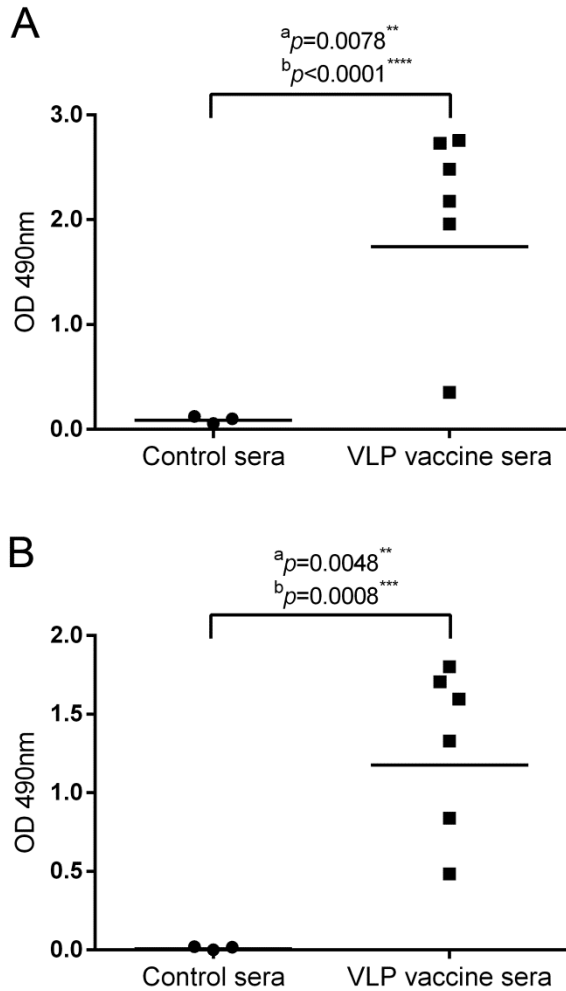 A
ᵃp=0.0078**
ᵇp<0.0001****
3.0
2.0
1.0
0.0
OD 490nm
Control sera VLP vaccine sera
B
ᵃp=0.0048**
ᵇp=0.0008***
2.0
1.5
1.0
0.5
0.0
OD 490nm
Control sera VLP vaccine sera